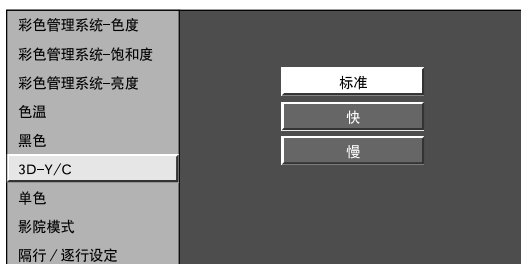 彩色管理系统-色度
彩色管理系统-饱和度
彩色管理系统-亮度
色温
黑色
3D-Y/C
单色
影院模式
隔行/逐行设定
标准
快
慢